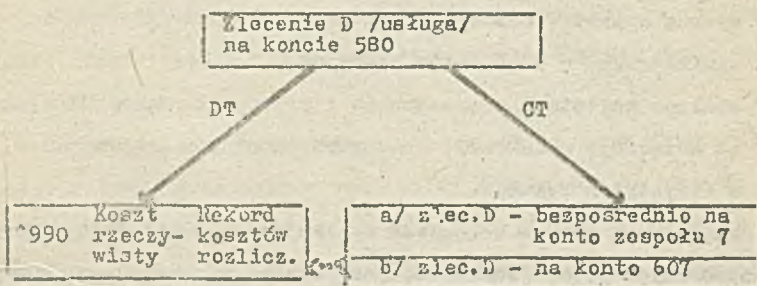 Zlecenie D /usługa/
na koncie 580
DT
CT
Koszt Rekord
990 rzeczy- kosztów
wisty rozlicz.
a/ zlec.D - bezpośrednio na
konto zespołu 7
b/ zlec.D - na konto 607